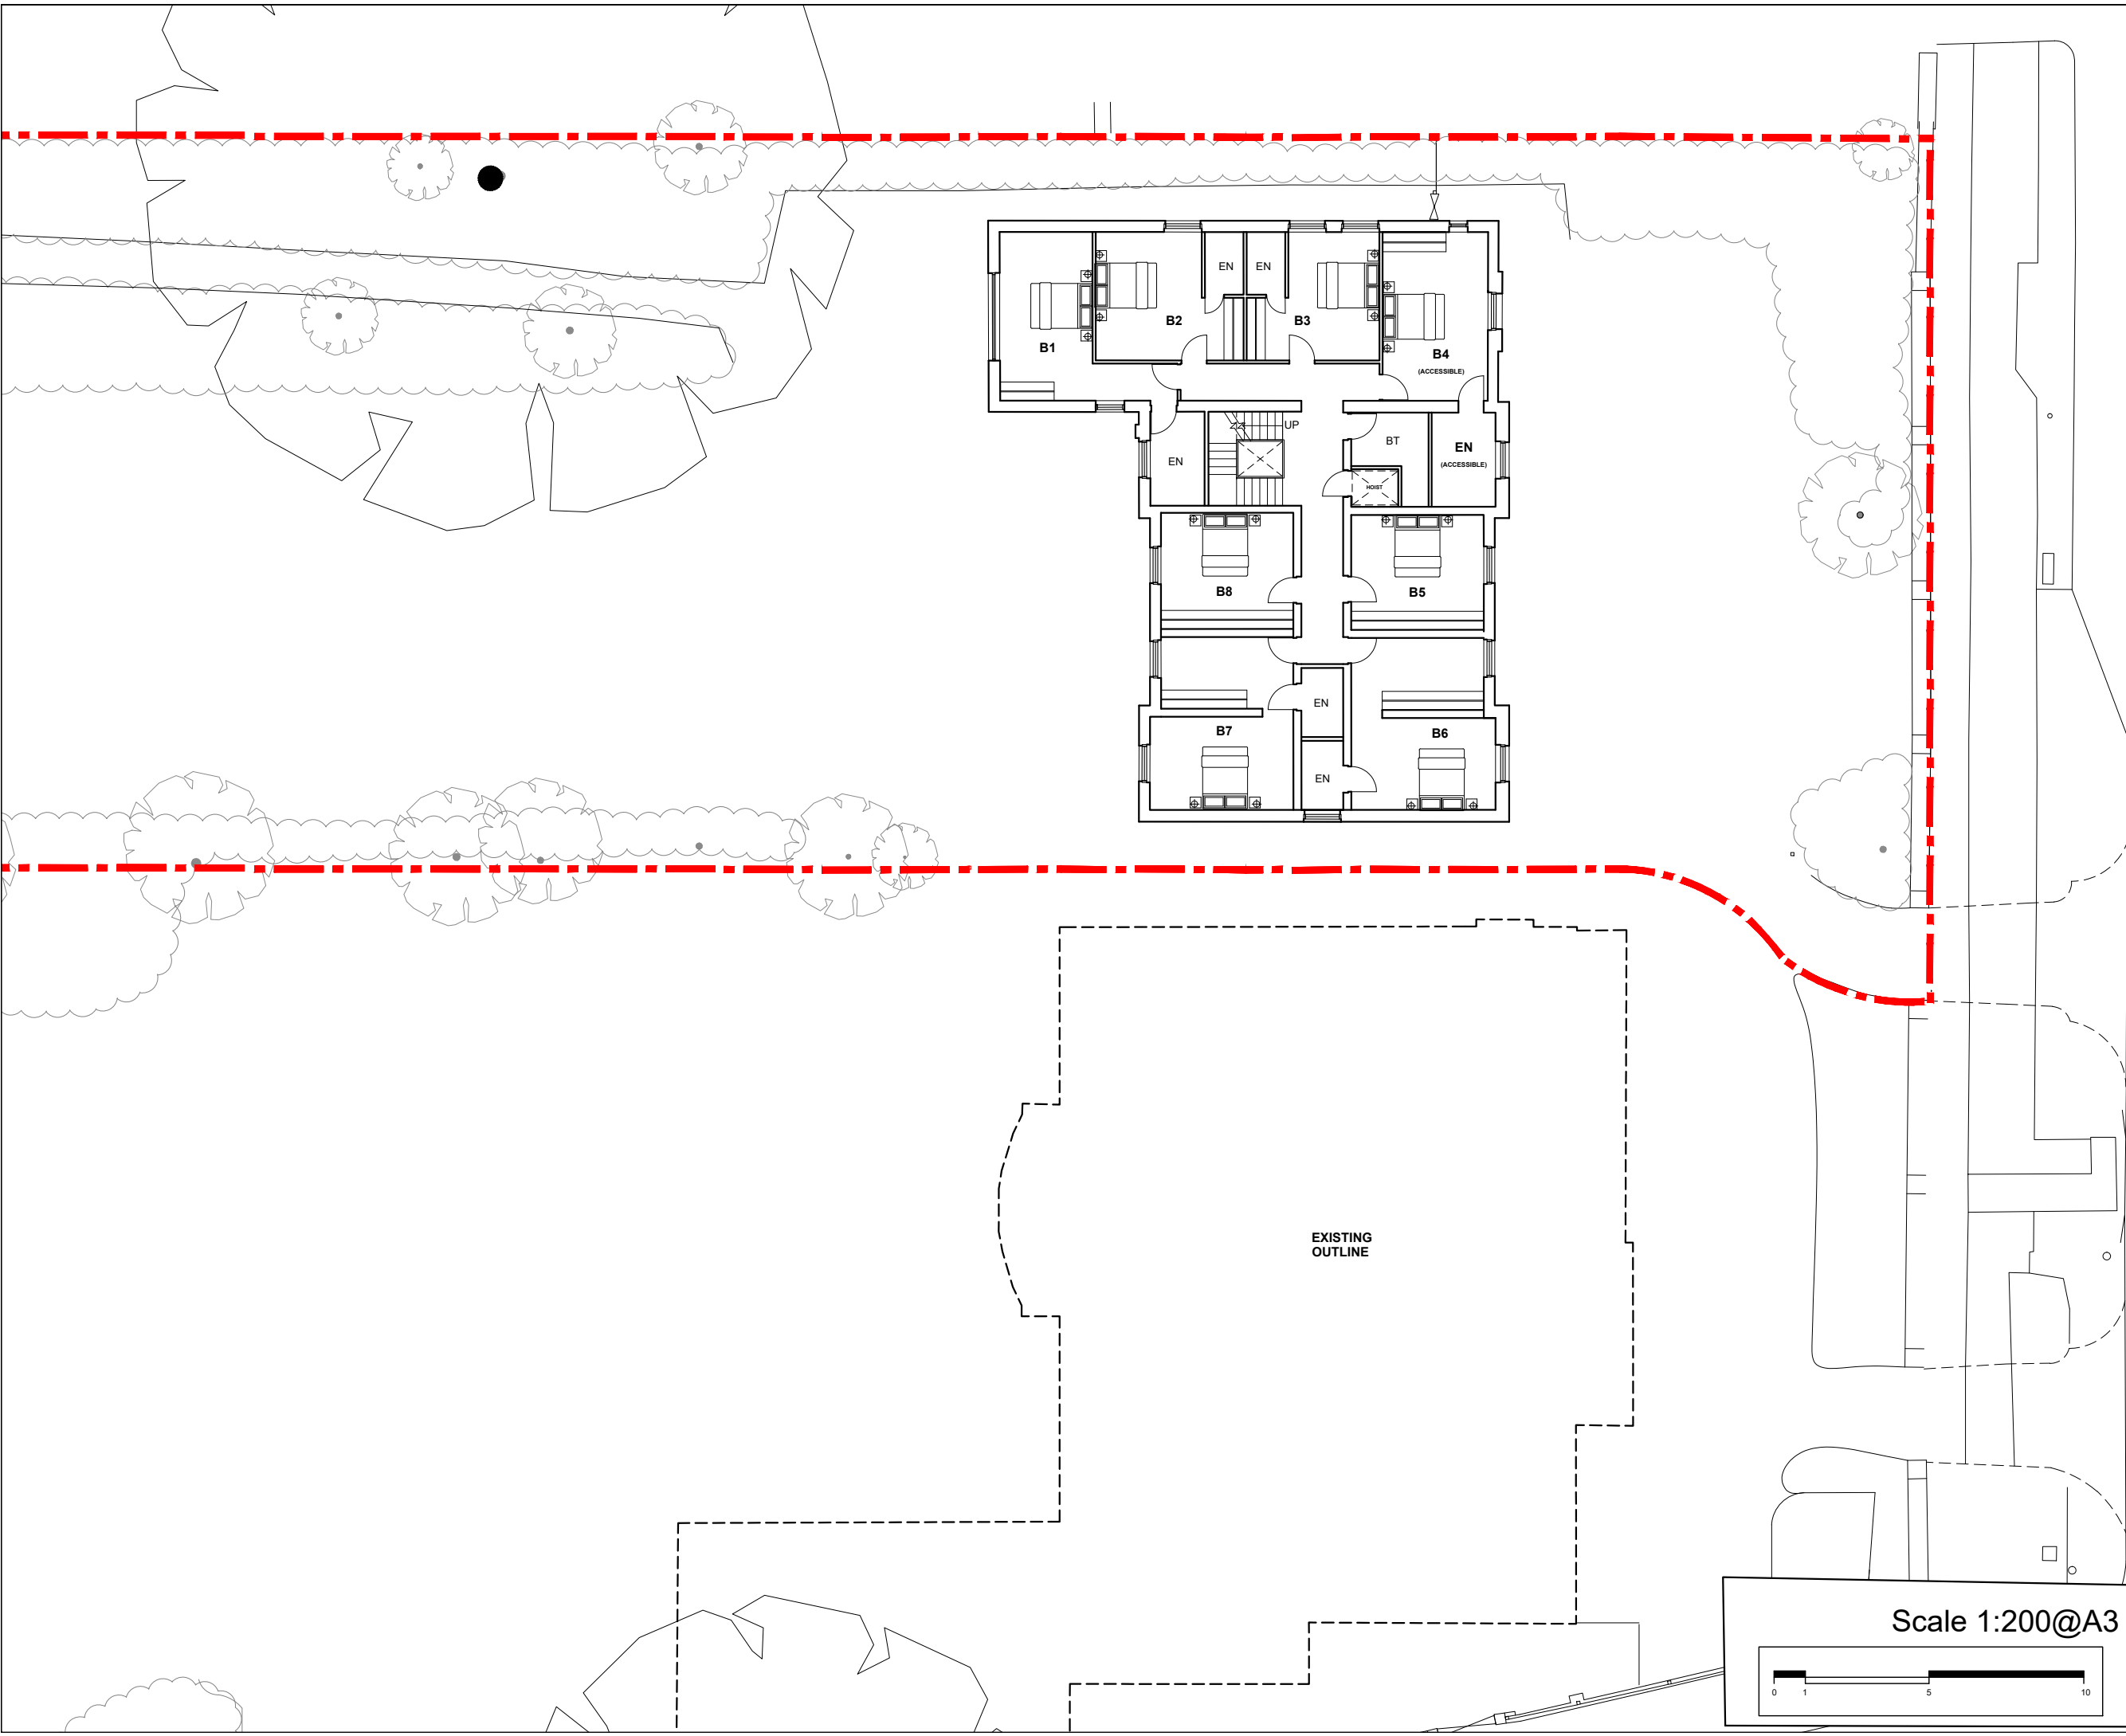 EN
EN
B2
B3
B1
B4
(ACCESSIBLE)
UP
BT
EN
(ACCESSIBLE)
EN
HOIST
B8
B5
EN
B7
B6
EN
EXISTING
OUTLINE
Scale 1:200@A3
0 1 5 10